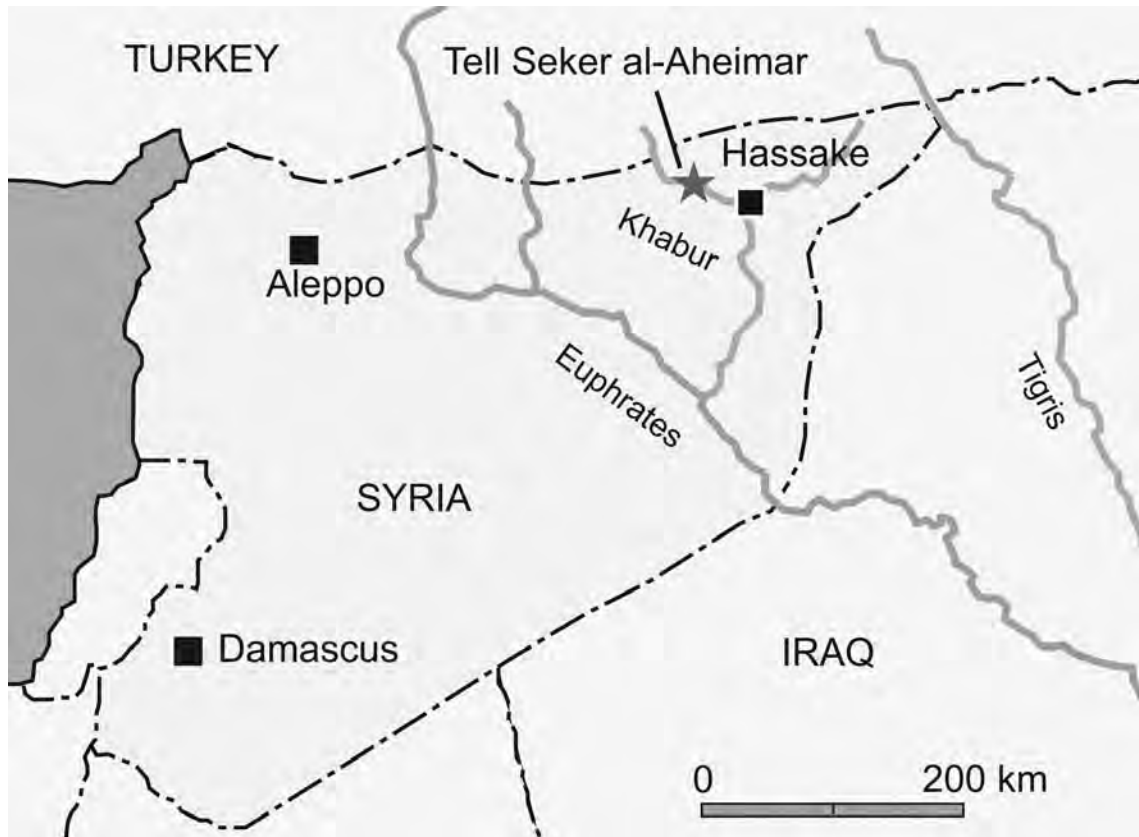 TURKEY
Tell Seker al-Aheimar
Hassake
Khabur
Aleppo
Euphrates
Tigris
SYRIA
Damascus
IRAQ
0 200 km